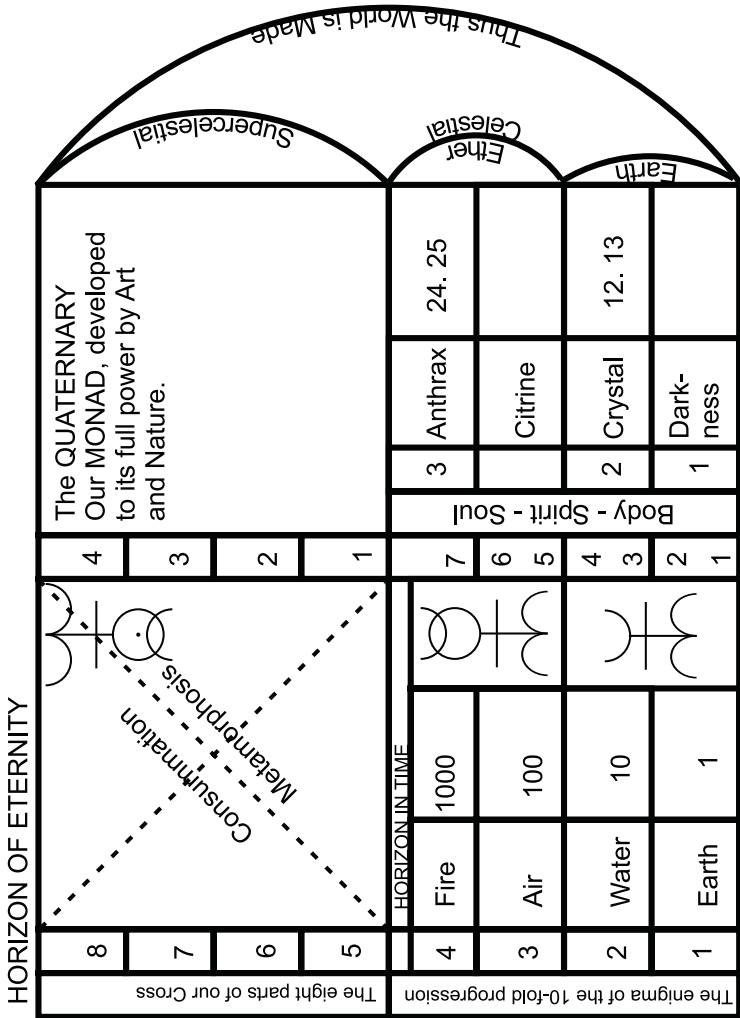 HORIZON OF ETERNITY
The eight parts of our Cross
8
7
6
5
Consummation
Metamorphosis
4
3
2
1
The QUATERNARY
Our MONAD, developed
to its full power by Art
and Nature.
Supercelestial
Thus the World is Made
HORIZON IN TIME
The enigma of the 10-fold progression
4 Fire 1000
3 Air 100
2 Water 10
1 Earth 1
7
6
5
4
3
2
1
Body - Spirit - Soul
3 Anthrax 24. 25
Citrine
2 Crystal 12. 13
1 Dark-
ness
Ether
Celestial
Earth